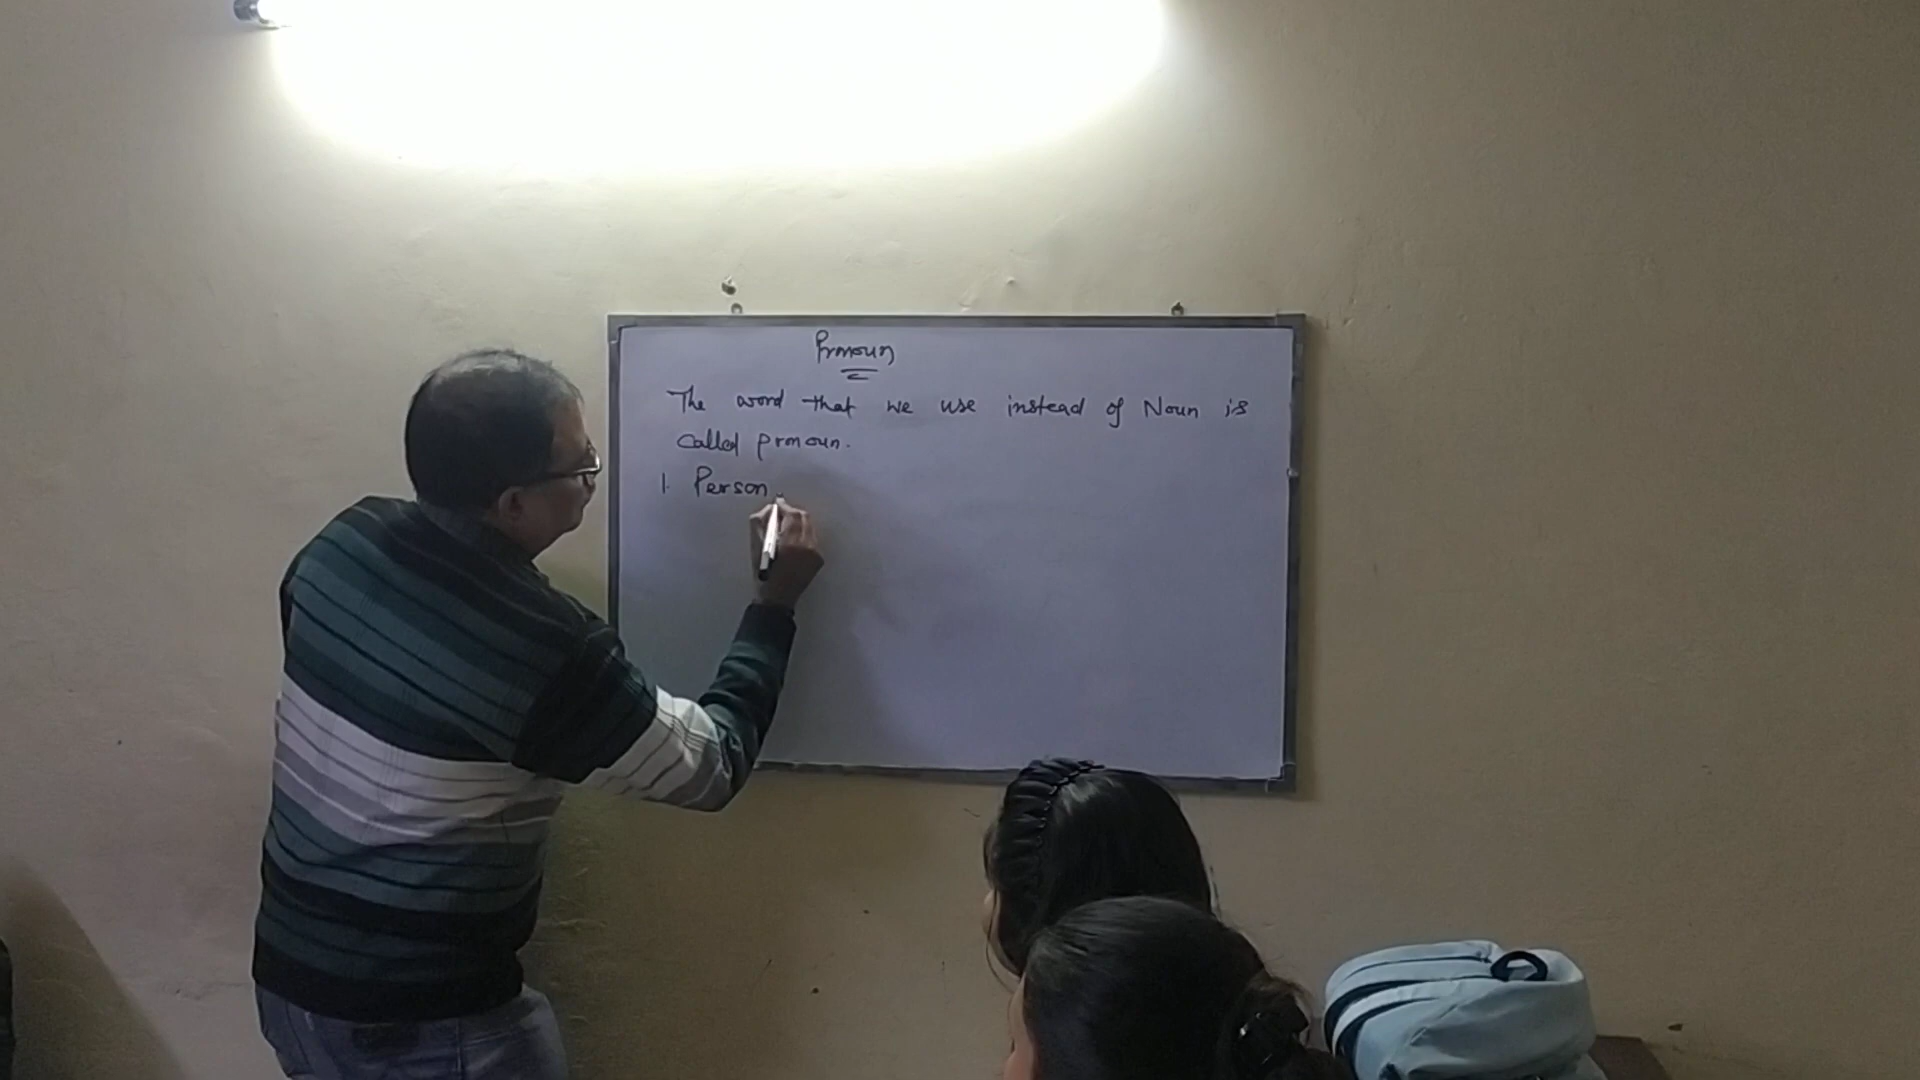 Pronoun
The word that we use instead of Noun is
called pronoun.
1. Person